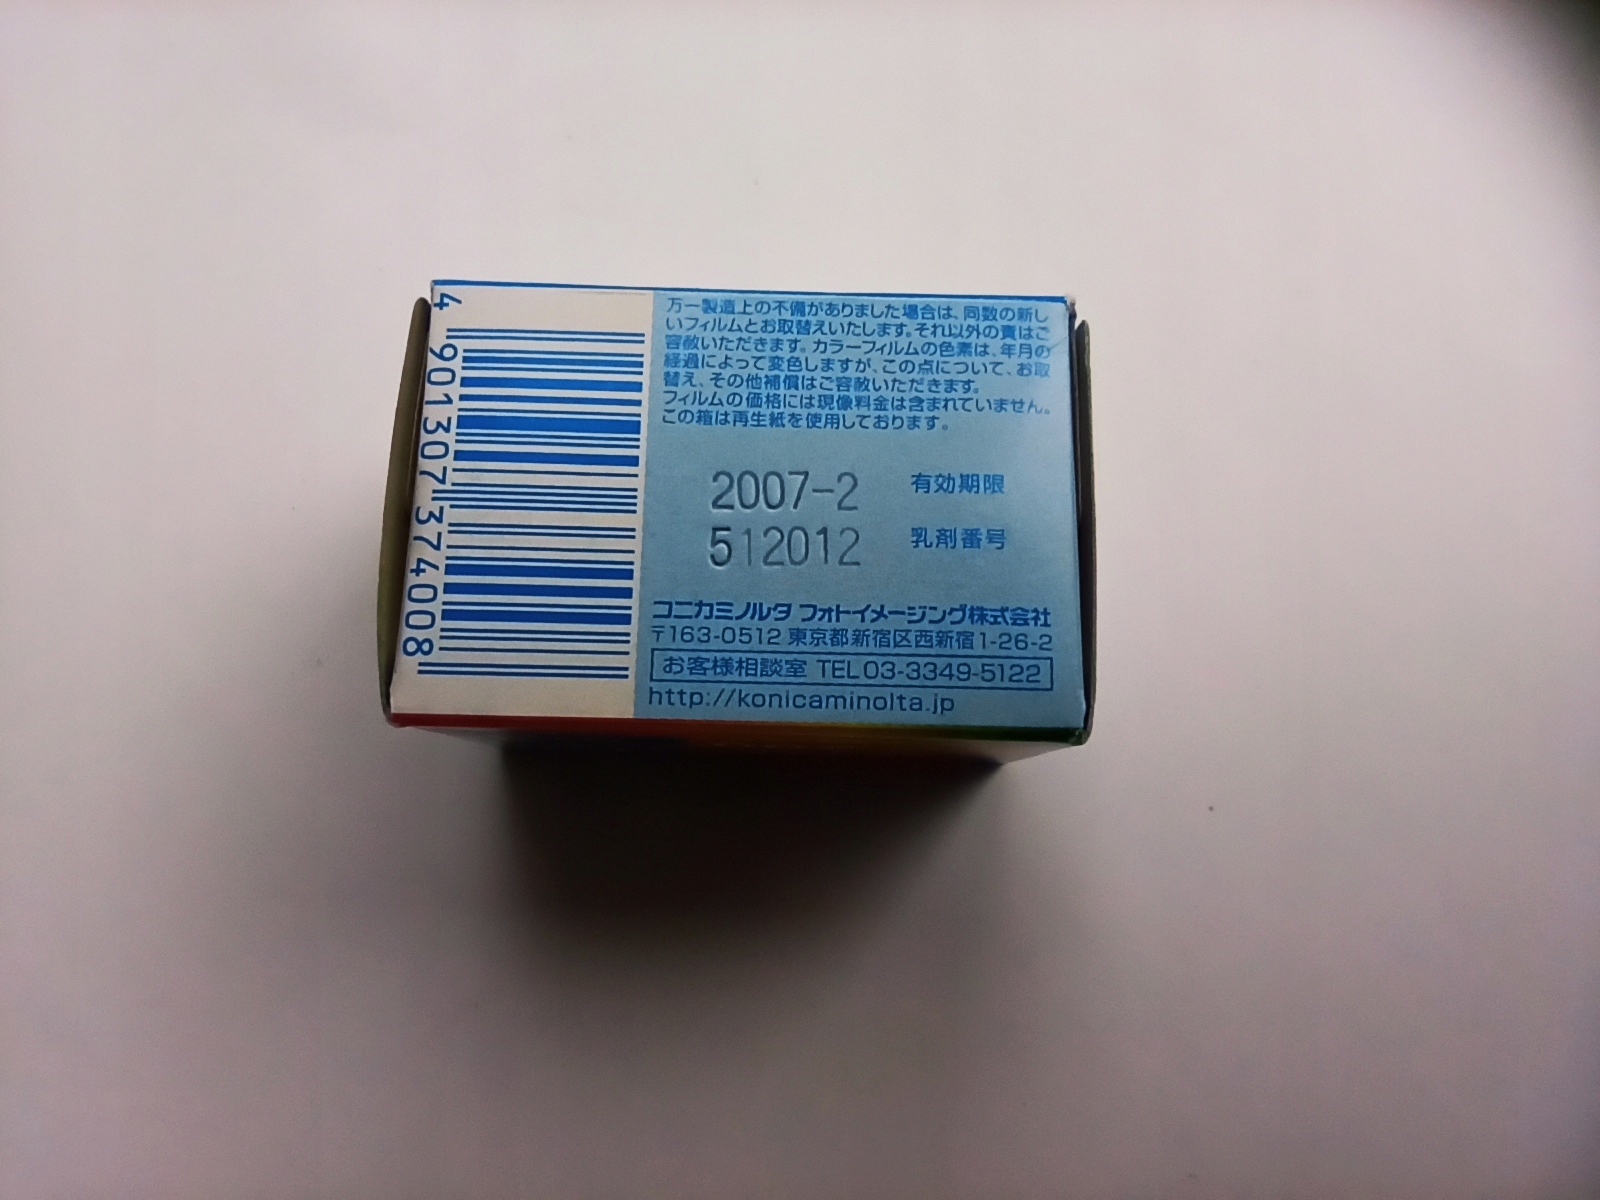 4 901307 374008
万一製造上の不備がありました場合は、同数の新し
いフィルムとお取替えいたします。それ以外の責はご
容赦いただきます。カラーフィルムの色素は、年月の
経過によって変色しますが、この点について、お取
替え、その他補償はご容赦いただきます。
フィルムの価格には現像料金は含まれていません。
この箱は再生紙を使用しております。
2007-2 有効期限
512012 乳剤番号
コニカミノルタ フォトイメージング株式会社
〒163-0512 東京都新宿区西新宿1-26-2
お客様相談室 TEL03-3349-5122
http://konicaminolta.jp